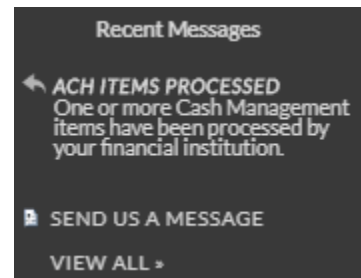 Recent Messages
ACH ITEMS PROCESSED
One or more Cash Management
items have been processed by
your financial institution.
SEND US A MESSAGE
VIEW ALL »